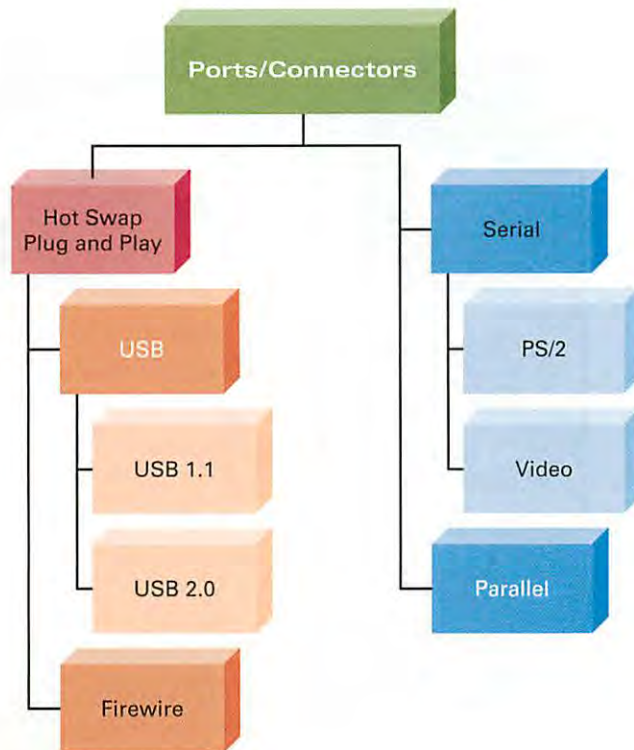 Ports/Connectors
Hot Swap
Plug and Play
USB
USB 1.1
USB 2.0
Firewire
Serial
PS/2
Video
Parallel